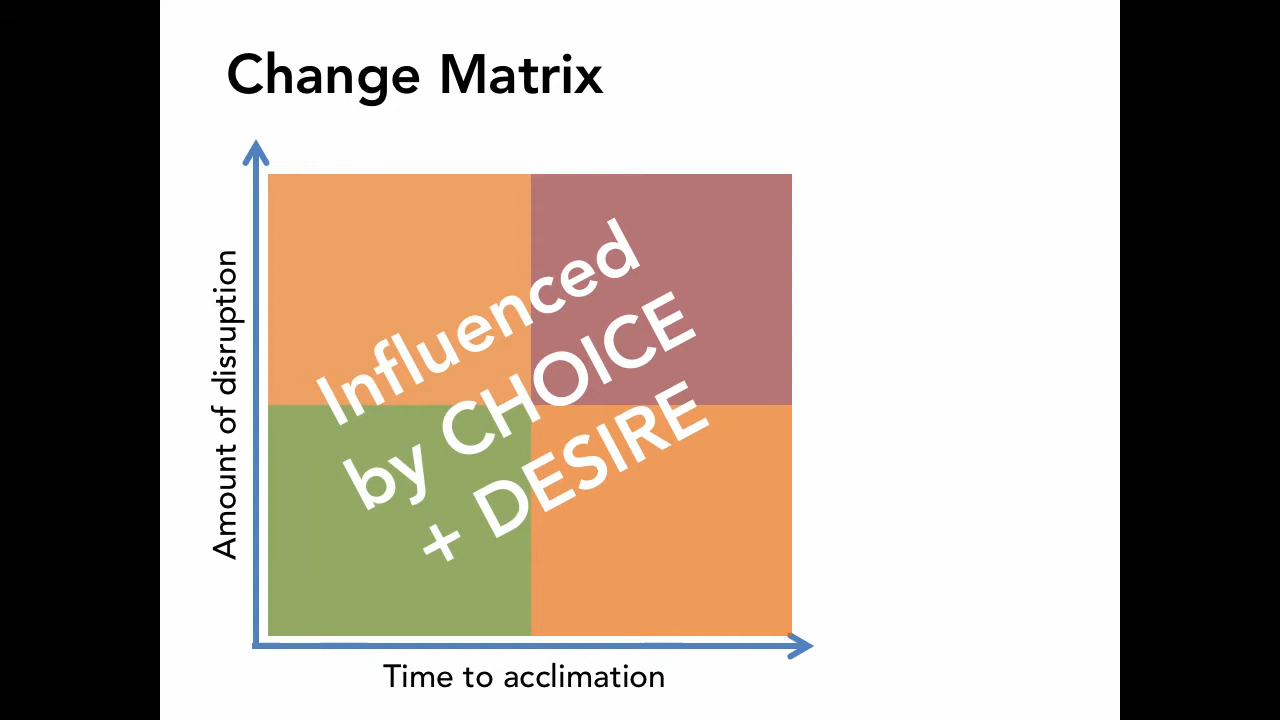 Change Matrix
Amount of disruption
Influenced
by CHOICE
+ DESIRE
Time to acclimation